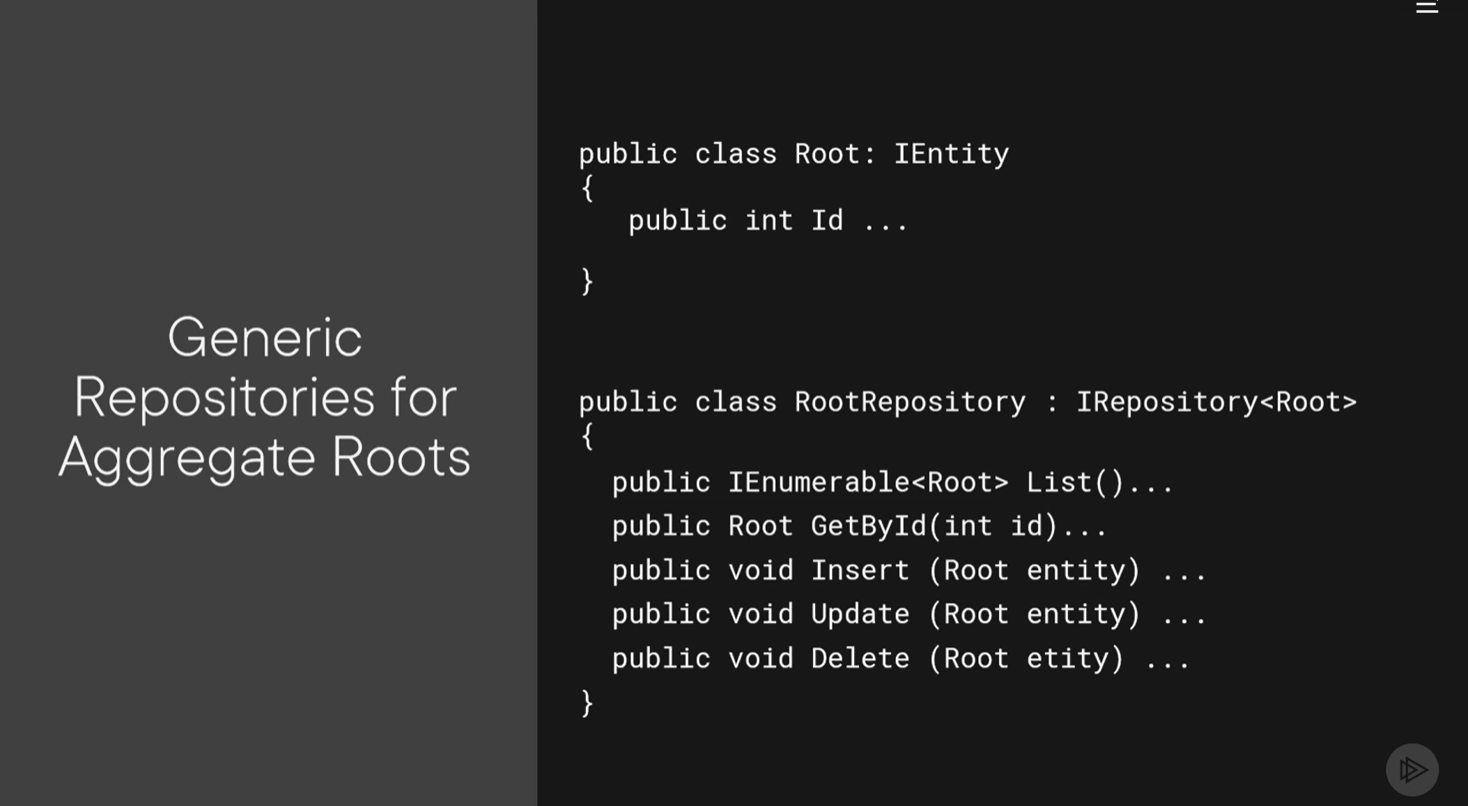 Generic
Repositories for
Aggregate Roots
public class Root: IEntity
{
   public int Id ...
}
public class RootRepository : IRepository<Root>
{
  public IEnumerable<Root> List()...
  public Root GetById(int id)...
  public void Insert (Root entity) ...
  public void Update (Root entity) ...
  public void Delete (Root etity) ...
}